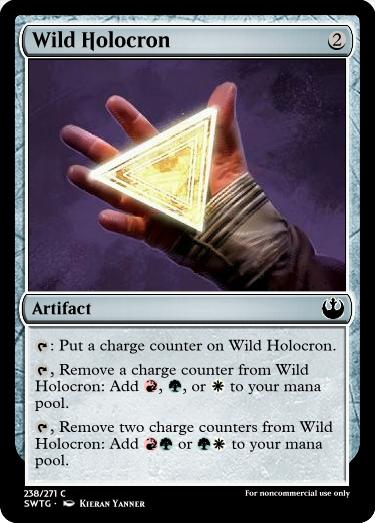 Wild Holocron 2
Artifact
: Put a charge counter on Wild Holocron.
, Remove a charge counter from Wild
Holocron: Add , , or to your mana
pool.
, Remove two charge counters from Wild
Holocron: Add or to your mana
pool.
238/271 C For noncommercial use only
SWTG · Kieran Yanner